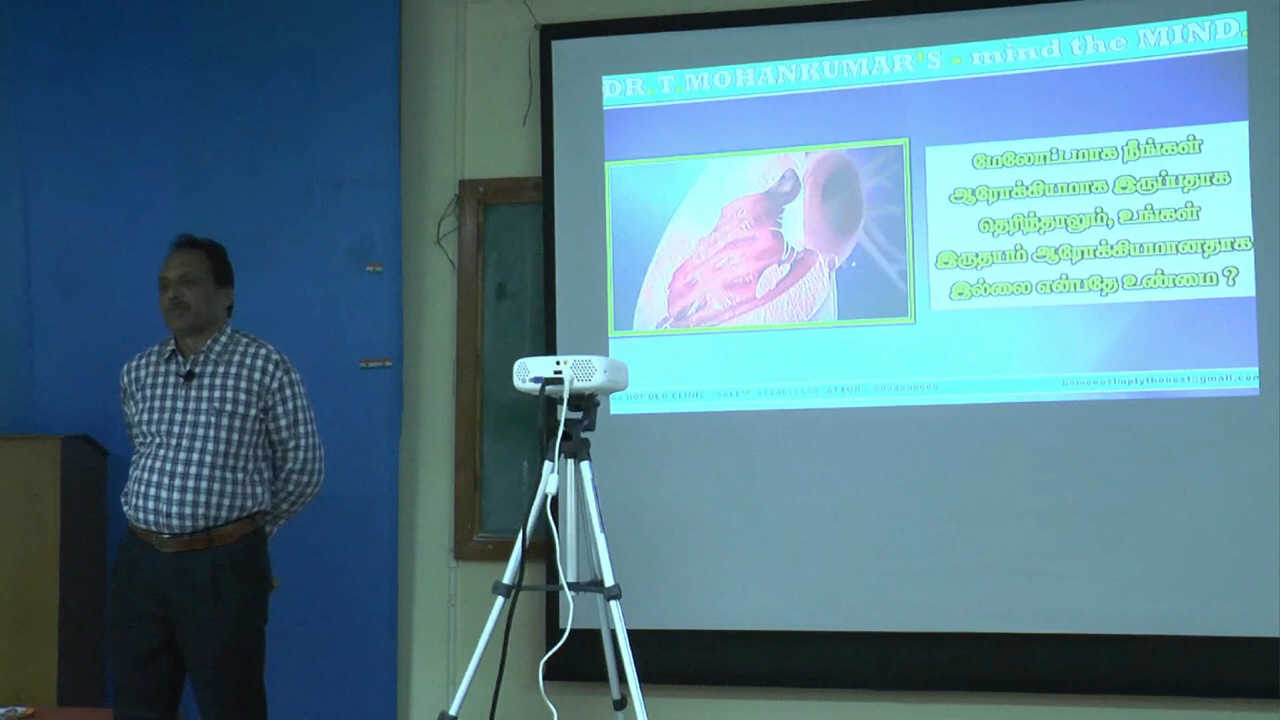 DR.T.MOHANKUMAR'S - mind the MIND.
மேலோட்டமாக நீங்கள்
ஆரோக்கியமாக இருப்பதாக
தெரிந்தாலும், உங்கள்
இருதயம் ஆரோக்கியமானதாக
இல்லை என்பதே உண்மை ?
CLINIC